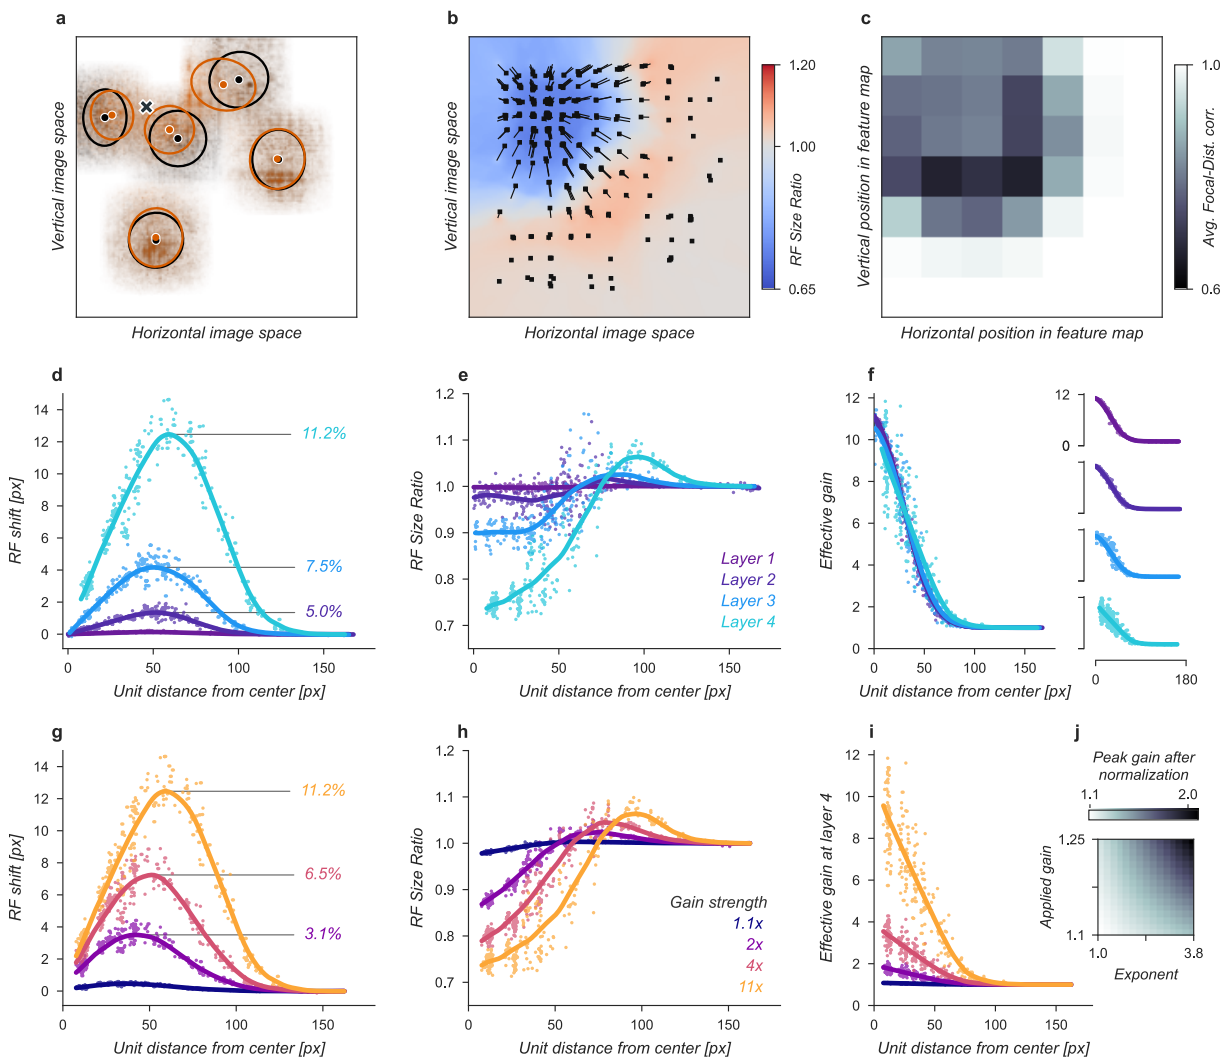 a
Vertical image space
Horizontal image space
b
Vertical image space
Horizontal image space
1.20
1.00
0.65
RF Size Ratio
c
Vertical position in feature map
Horizontal position in feature map
1.0
0.6
Avg. Focal-Dist. corr.
d
RF shift [px]
14
12
10
8
6
4
2
0
11.2%
7.5%
5.0%
0
50
100
150
Unit distance from center [px]
e
RF Size Ratio
1.2
1.1
1.0
0.9
0.8
0.7
Layer 1
Layer 2
Layer 3
Layer 4
0
50
100
150
Unit distance from center [px]
f
Effective gain
12
10
8
6
4
2
0
0
50
100
150
Unit distance from center [px]
12
0
0
180
g
RF shift [px]
14
12
10
8
6
4
2
0
11.2%
6.5%
3.1%
0
50
100
150
Unit distance from center [px]
h
RF Size Ratio
1.2
1.1
1.0
0.9
0.8
0.7
Gain strength
1.1x
2x
4x
11x
0
50
100
150
Unit distance from center [px]
i
Effective gain at layer 4
12
10
8
6
4
2
0
0
50
100
150
Unit distance from center [px]
j
Peak gain after
normalization
1.1
2.0
Applied gain
1.25
1.1
1.0
3.8
Exponent